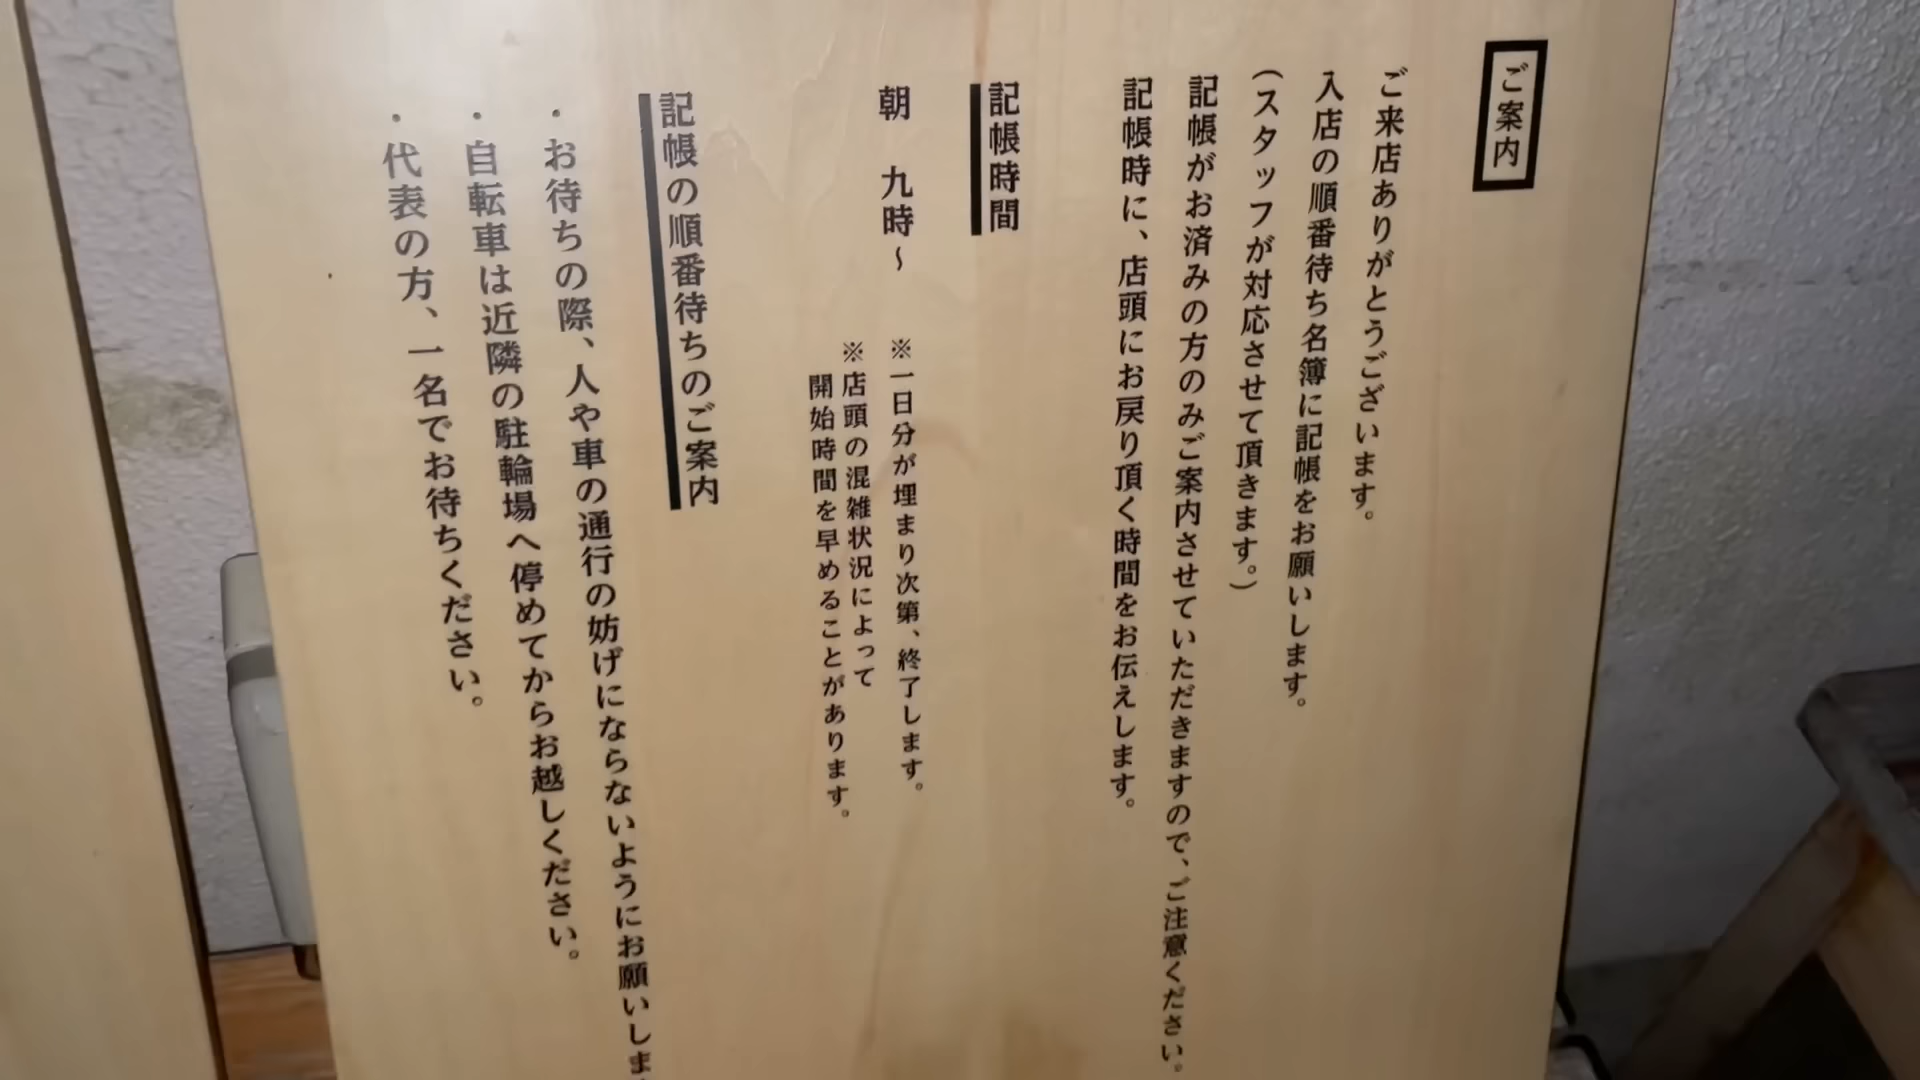 ご案内
ご来店ありがとうございます。
入店の順番待ち名簿に記帳をお願いします。
（スタッフが対応させて頂きます。）
記帳がお済みの方のみご案内させていただきますので、ご注意ください。
記帳時に、店頭にお戻り頂く時間をお伝えします。
記帳時間
朝　九時～
※一日分が埋まり次第、終了します。
※店頭の混雑状況によって
開始時間を早めることがあります。
記帳の順番待ちのご案内
・お待ちの際、人や車の通行の妨げにならないようにお願いしま
・自転車は近隣の駐輪場へ停めてからお越しください。
・代表の方、一名でお待ちください。